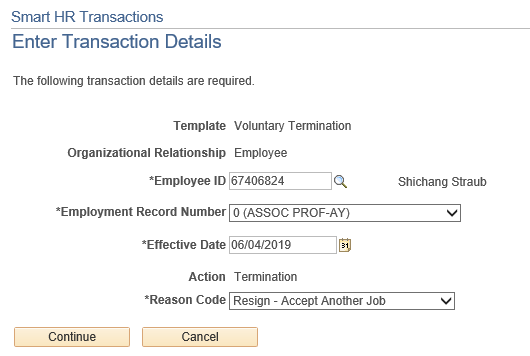 Smart HR Transactions
Enter Transaction Details
The following transaction details are required.
Template Voluntary Termination
Organizational Relationship Employee
*Employee ID 67406824 Shichang Straub
*Employment Record Number 0 (ASSOC PROF-AY)
*Effective Date 06/04/2019 31
Action Termination
*Reason Code Resign - Accept Another Job
Continue Cancel